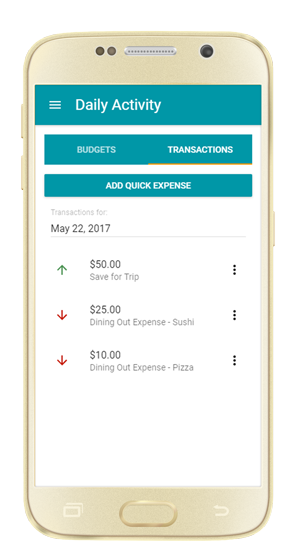 Daily Activity
BUDGETS TRANSACTIONS
ADD QUICK EXPENSE
Transactions for:
May 22, 2017
$50.00
Save for Trip
$25.00
Dining Out Expense - Sushi
$10.00
Dining Out Expense - Pizza